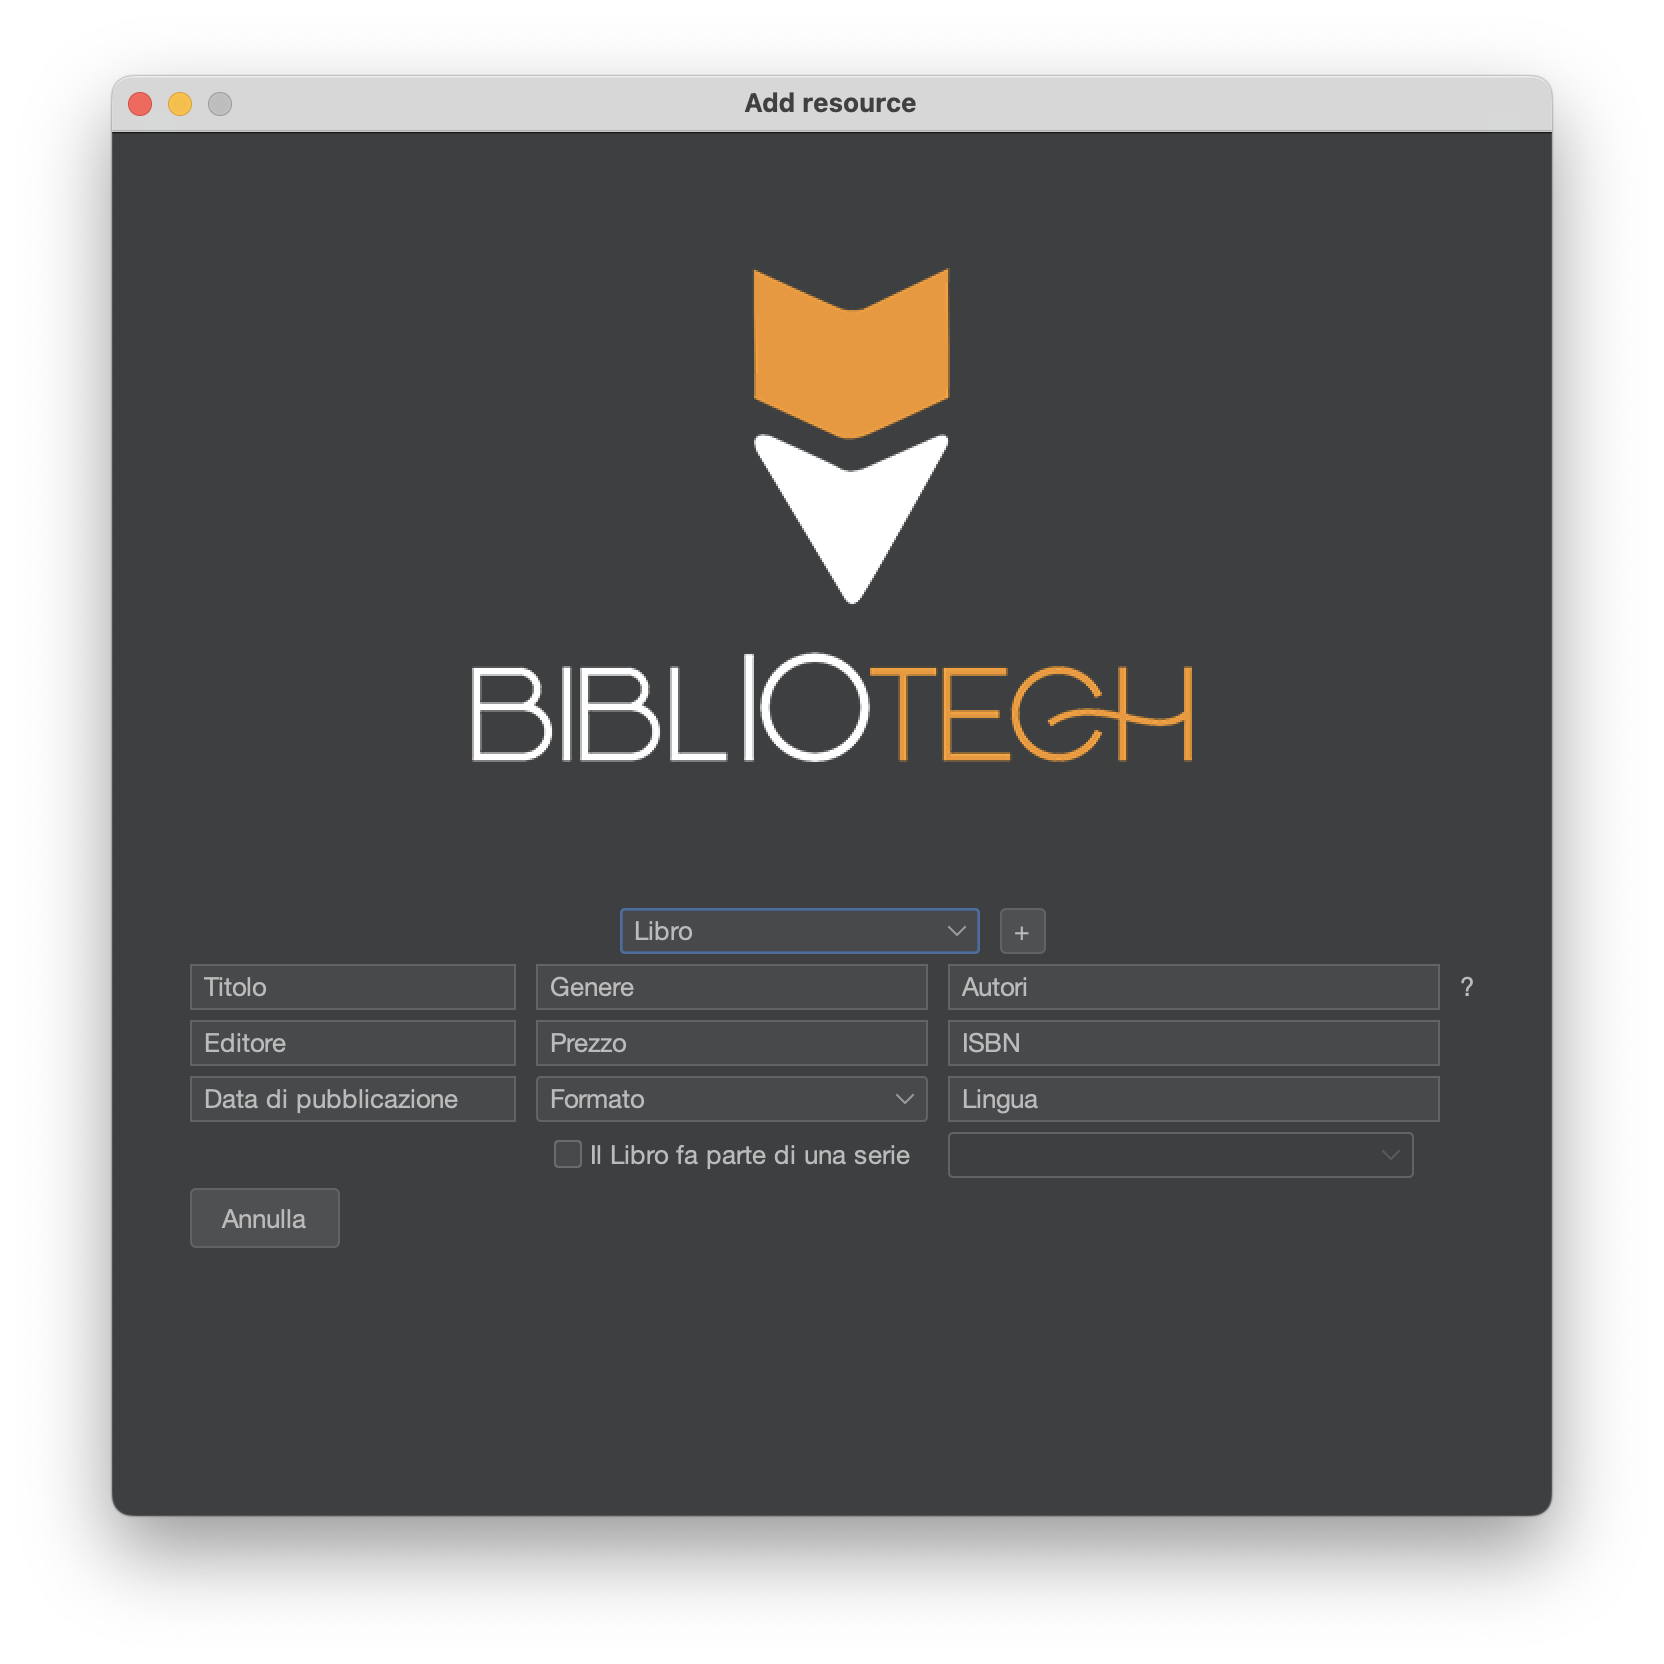 Add resource
BIBLIOTECH
Libro +
Titolo Genere Autori ?
Editore Prezzo ISBN
Data di pubblicazione Formato Lingua
Il Libro fa parte di una serie
Annulla